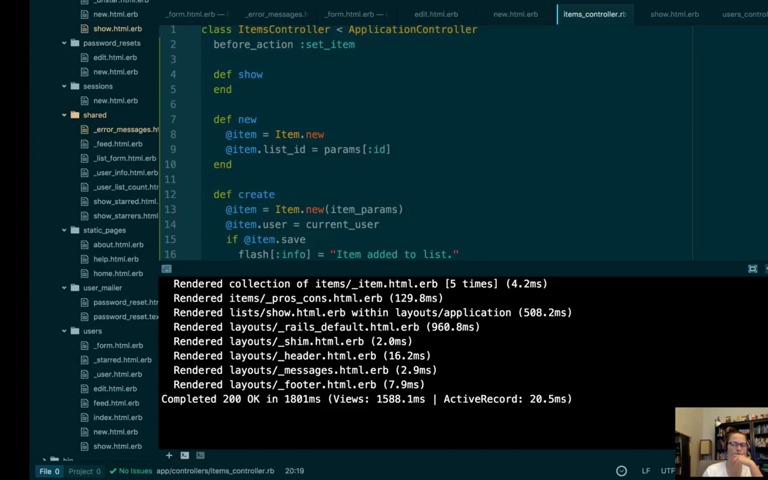 _unstar.html.erb
new.html.erb
show.html.erb
password_resets
edit.html.erb
new.html.erb
sessions
new.html.erb
shared
_error_messages.ht
_feed.html.erb
_list_form.html.erb
_user_info.html.erb
_user_list_count.ht
show_starred.html
show_starrers.html
static_pages
about.html.erb
help.html.erb
home.html.erb
user_mailer
password_reset.htr
password_reset.tex
users
_form.html.erb
_starred.html.erb
_user.html.erb
edit.html.erb
feed.html.erb
index.html.erb
new.html.erb
show.html.erb
bin
_form.html.erb — _error_messages.h _form.html.erb — edit.html.erb new.html.erb items_controller.rb show.html.erb users_contro
1 class ItemsController < ApplicationController
2 before_action :set_item
3
4 def show
5 end
6
7 def new
8 @item = Item.new
9 @item.list_id = params[:id]
10 end
11
12 def create
13 @item = Item.new(item_params)
14 @item.user = current_user
15 if @item.save
16 flash[:info] = "Item added to list."
Rendered collection of items/_item.html.erb [5 times] (4.2ms)
Rendered items/_pros_cons.html.erb (129.8ms)
Rendered lists/show.html.erb within layouts/application (508.2ms)
Rendered layouts/_rails_default.html.erb (960.8ms)
Rendered layouts/_shim.html.erb (2.0ms)
Rendered layouts/_header.html.erb (16.2ms)
Rendered layouts/_messages.html.erb (2.9ms)
Rendered layouts/_footer.html.erb (7.9ms)
Completed 200 OK in 1801ms (Views: 1588.1ms | ActiveRecord: 20.5ms)
File 0 Project 0 No Issues app/controllers/items_controller.rb 20:19 LF UTF